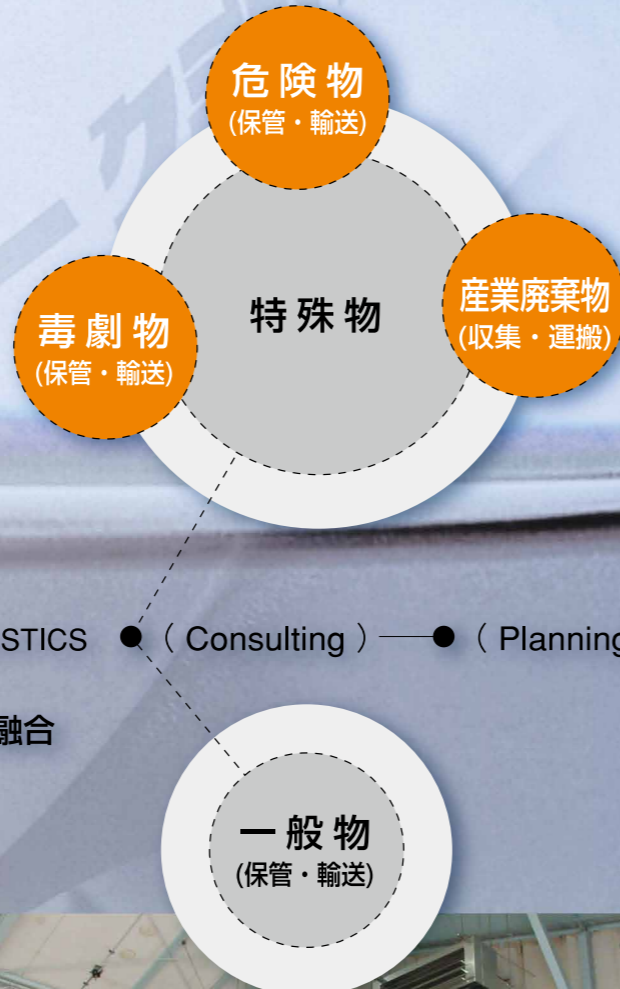 危険物
(保管・輸送)
特殊物
産業廃棄物
(収集・運搬)
毒劇物
(保管・輸送)
STICS ● ( Consulting ) ● ( Planning
融合
一般物
(保管・輸送)